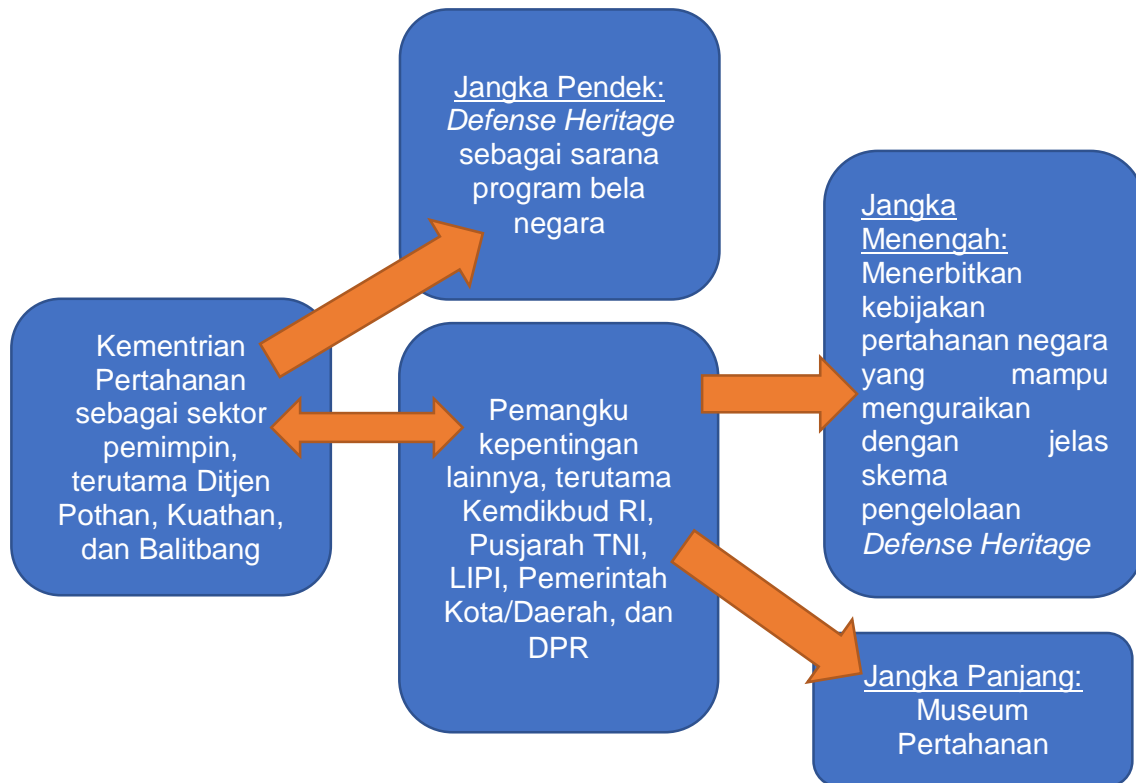 Jangka Pendek:
Defense Heritage
sebagai sarana
program bela
negara
Kementrian
Pertahanan
sebagai sektor
pemimpin,
terutama Ditjen
Pothan, Kuathan,
dan Balitbang
Pemangku
kepentingan
lainnya, terutama
Kemdikbud RI,
Pusjarah TNI,
LIPI, Pemerintah
Kota/Daerah, dan
DPR
Jangka
Menengah:
Menerbitkan
kebijakan
pertahanan negara
yang mampu
menguraikan
dengan jelas
skema
pengelolaan
Defense Heritage
Jangka Panjang:
Museum
Pertahanan